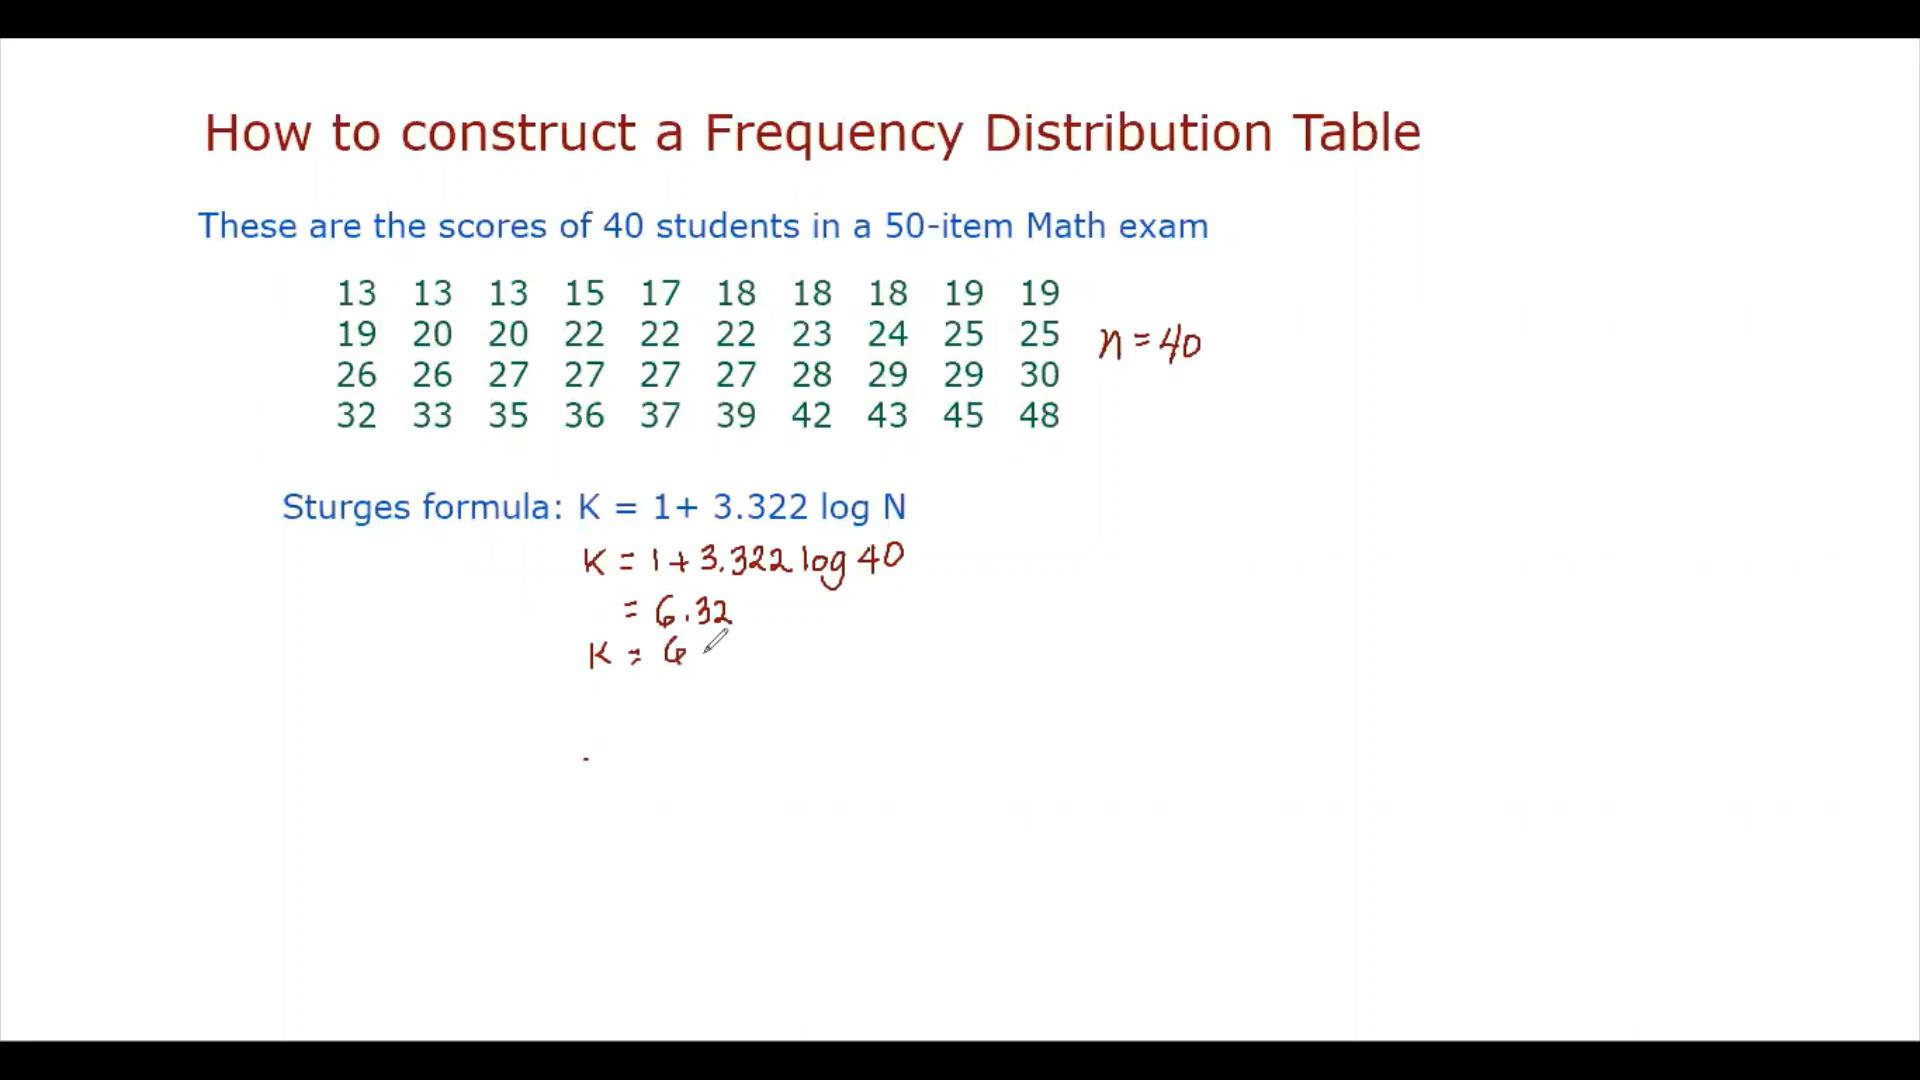 How to construct a Frequency Distribution Table
These are the scores of 40 students in a 50-item Math exam
13 13 13 15 17 18 18 18 19 19
19 20 20 22 22 22 23 24 25 25
n = 40
26 26 27 27 27 27 28 29 29 30
32 33 35 36 37 39 42 43 45 48
Sturges formula: K = 1+ 3.322 log N
K = 1 + 3.322 log 40
= 6.32
K = 6